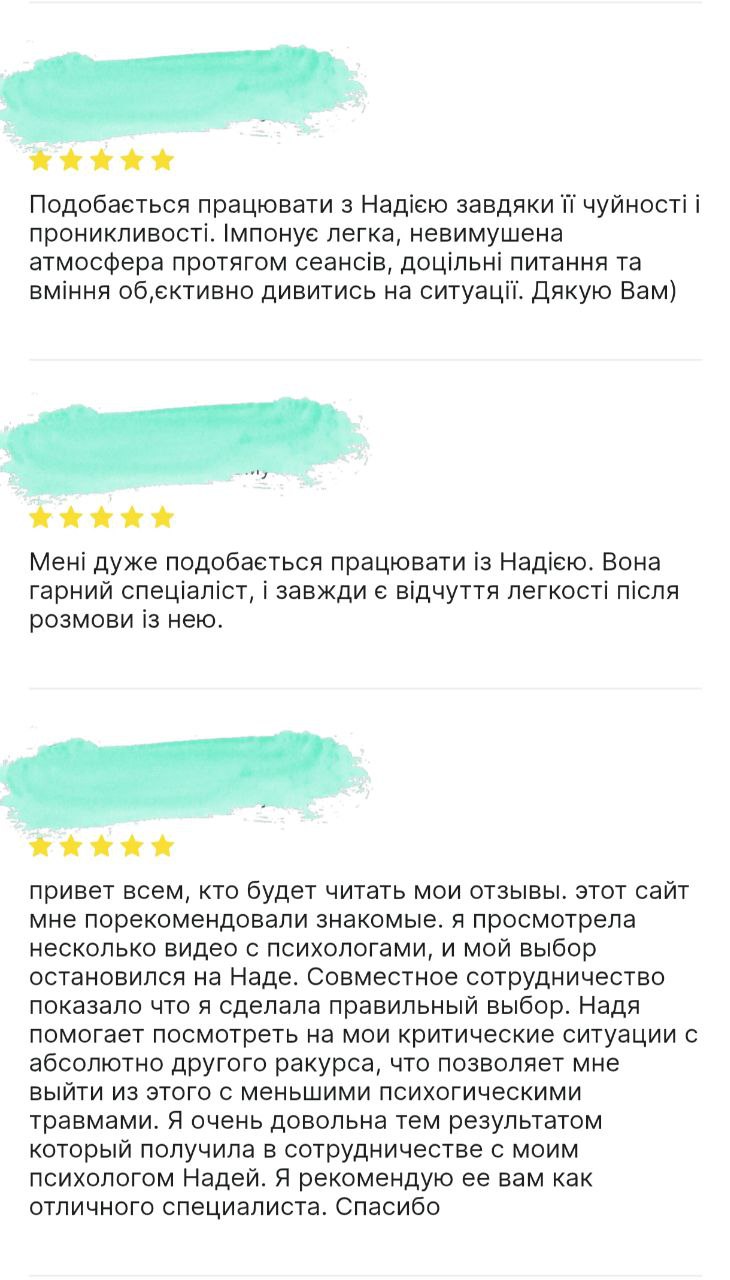 Подобається працювати з Надією завдяки її чуйності і
проникливості. Імпонує легка, невимушена
атмосфера протягом сеансів, доцільні питання та
вміння об,єктивно дивитись на ситуації. Дякую Вам)
Мені дуже подобається працювати із Надією. Вона
гарний спеціаліст, і завжди є відчуття легкості після
розмови із нею.
привет всем, кто будет читать мои отзывы. этот сайт
мне порекомендовали знакомые. я просмотрела
несколько видео с психологами, и мой выбор
остановился на Наде. Совместное сотрудничество
показало что я сделала правильный выбор. Надя
помогает посмотреть на мои критические ситуации с
абсолютно другого ракурса, что позволяет мне
выйти из этого с меньшими психогическими
травмами. Я очень довольна тем результатом
который получила в сотрудничестве с моим
психологом Надей. Я рекомендую ее вам как
отличного специалиста. Спасибо